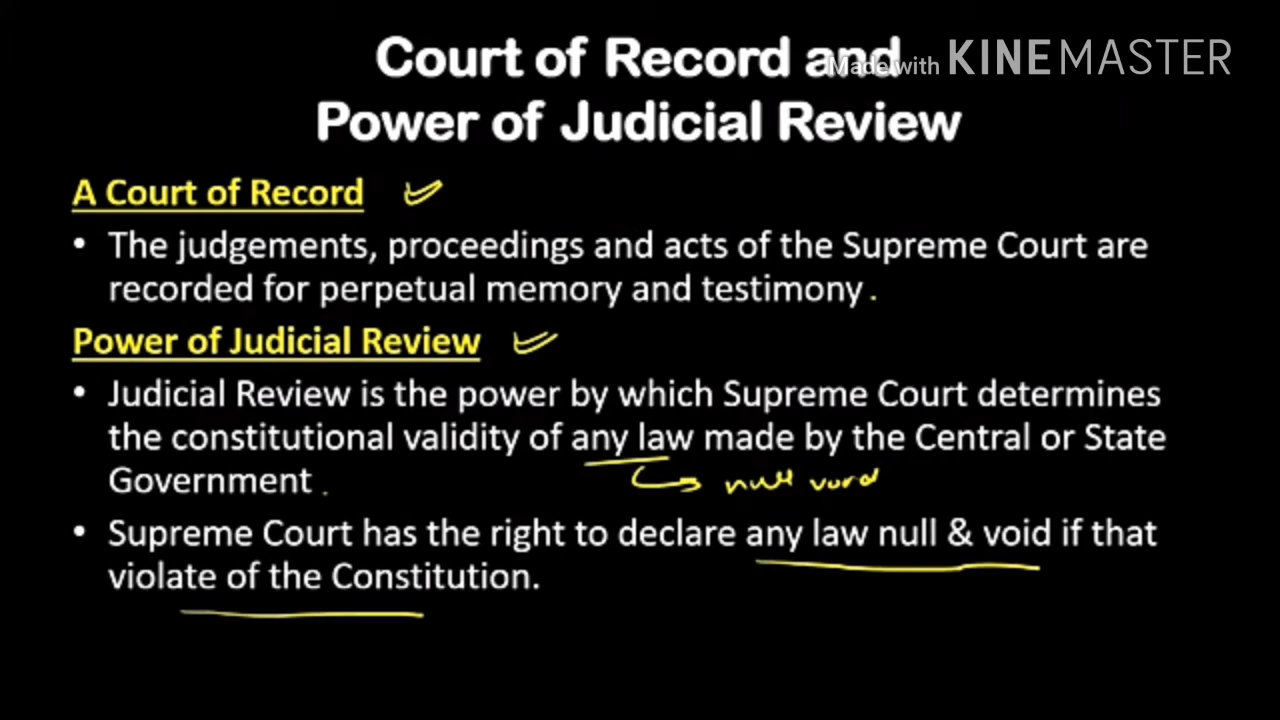 Court of Record and
Made with KINEMASTER
Power of Judicial Review
A Court of Record
• The judgements, proceedings and acts of the Supreme Court are
recorded for perpetual memory and testimony.
Power of Judicial Review
• Judicial Review is the power by which Supreme Court determines
the constitutional validity of any law made by the Central or State
Government.
null void
• Supreme Court has the right to declare any law null & void if that
violate of the Constitution.